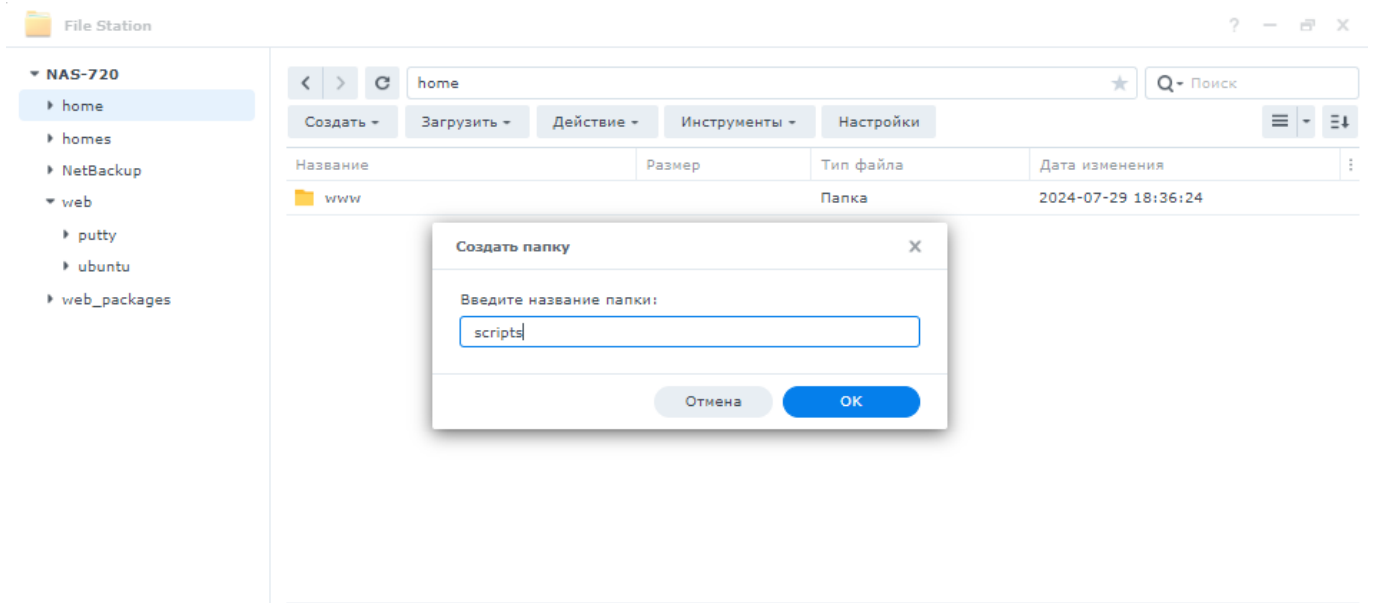 File Station
NAS-720
home
homes
NetBackup
web
putty
ubuntu
web_packages
home
Поиск
Создать
Загрузить
Действие
Инструменты
Настройки
Название Размер Тип файла Дата изменения
www Папка 2024-07-29 18:36:24
Создать папку
Введите название папки:
scripts
Отмена
OK